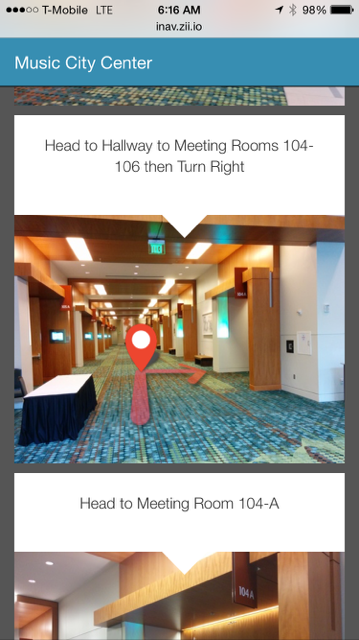 T-Mobile LTE 6:16 AM 98%
inav.zii.io
Music City Center
Head to Hallway to Meeting Rooms 104-
106 then Turn Right
Head to Meeting Room 104-A
104A